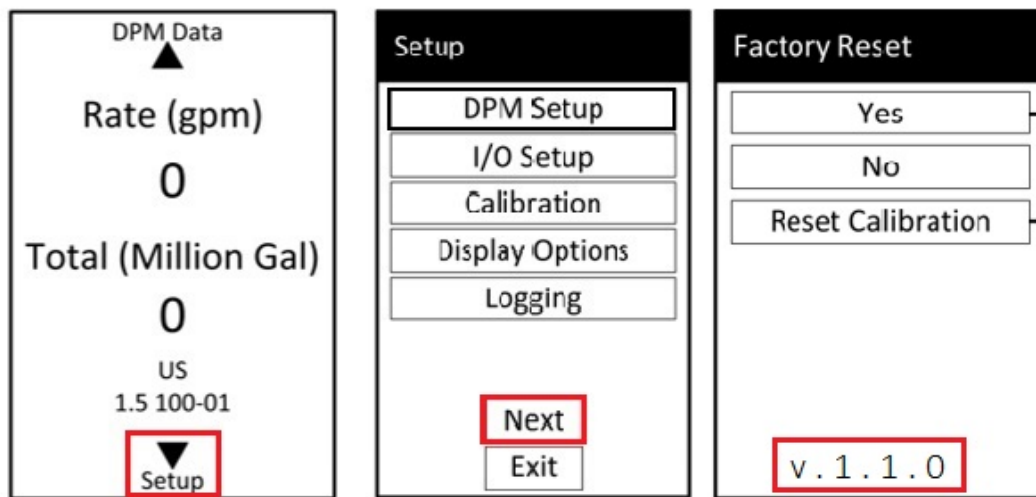 DPM Data
Rate (gpm)
0
Total (Million Gal)
0
US
1.5 100-01
Setup
Setup
DPM Setup
I/O Setup
Calibration
Display Options
Logging
Next
Exit
Factory Reset
Yes
No
Reset Calibration
v.1.1.0